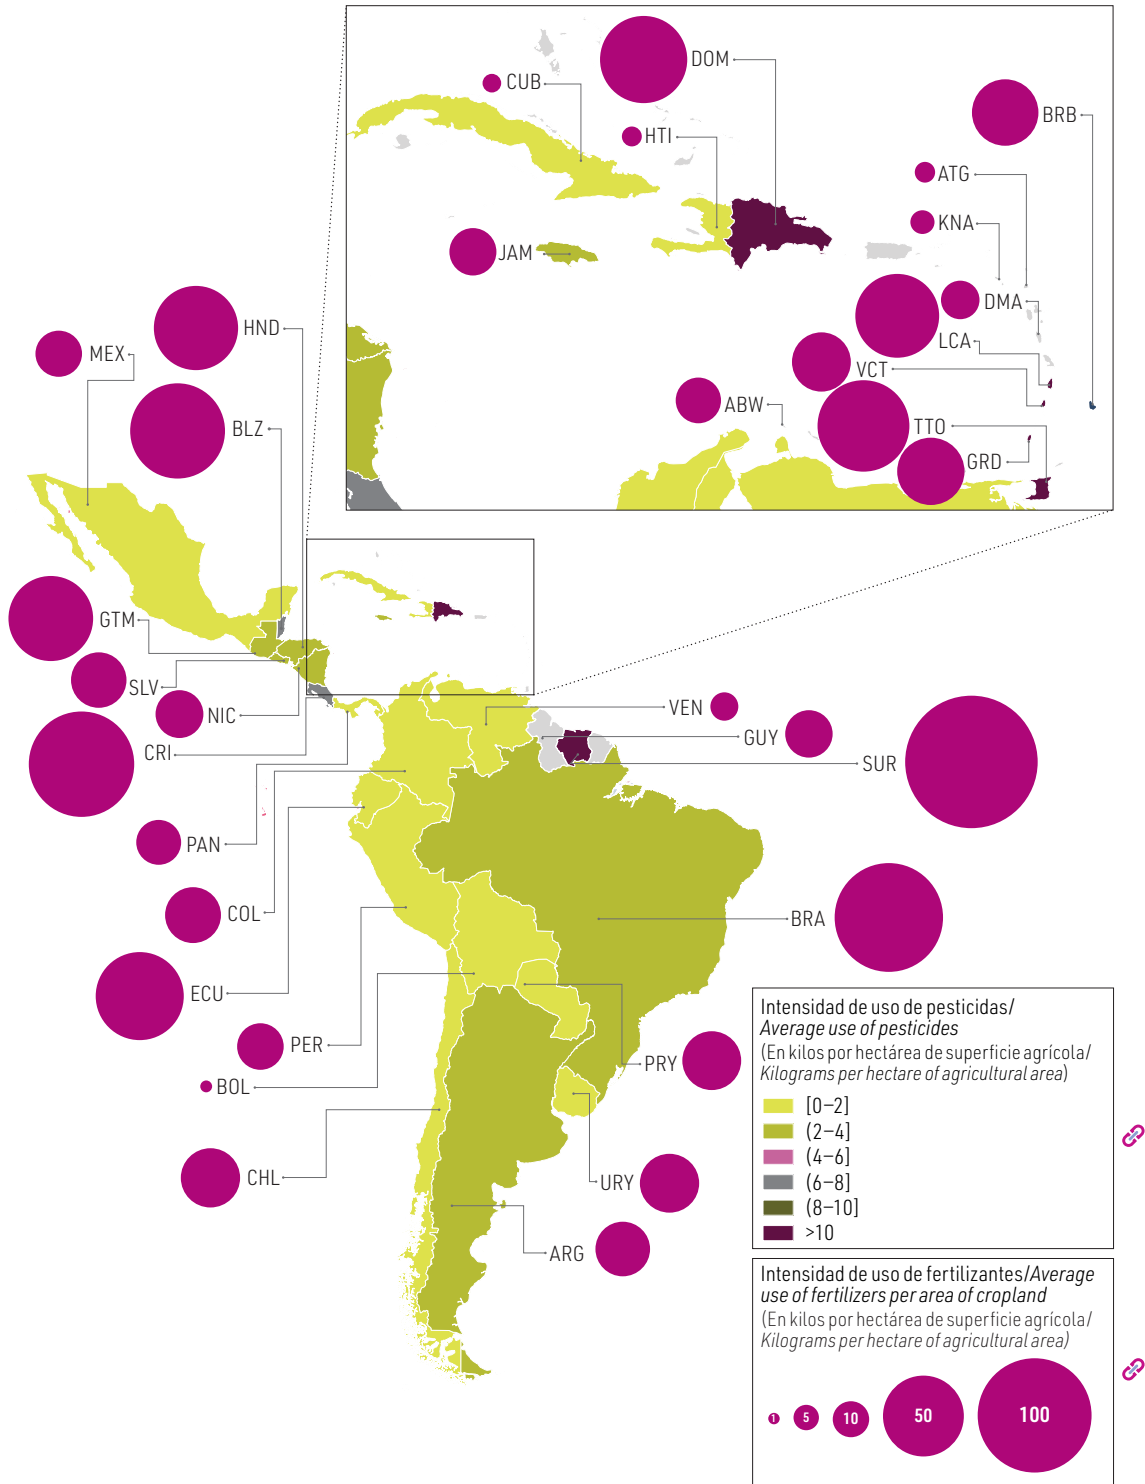 DOM
CUB
HTI
BRB
ATG
KNA
JAM
DMA
LCA
VCT
ABW
TTO
GRD
HND
MEX
BLZ
GTM
SLV
NIC
CRI
VEN
GUY
SUR
PAN
COL
BRA
ECU
PER
BOL
PRY
CHL
URY
ARG
Intensidad de uso de pesticidas/
Average use of pesticides
(En kilos por hectárea de superficie agrícola/
Kilograms per hectare of agricultural area)
[0–2]
(2–4]
(4–6]
(6–8]
(8–10]
>10
Intensidad de uso de fertilizantes/Average
use of fertilizers per area of cropland
(En kilos por hectárea de superficie agrícola/
Kilograms per hectare of agricultural area)
1 5 10 50 100